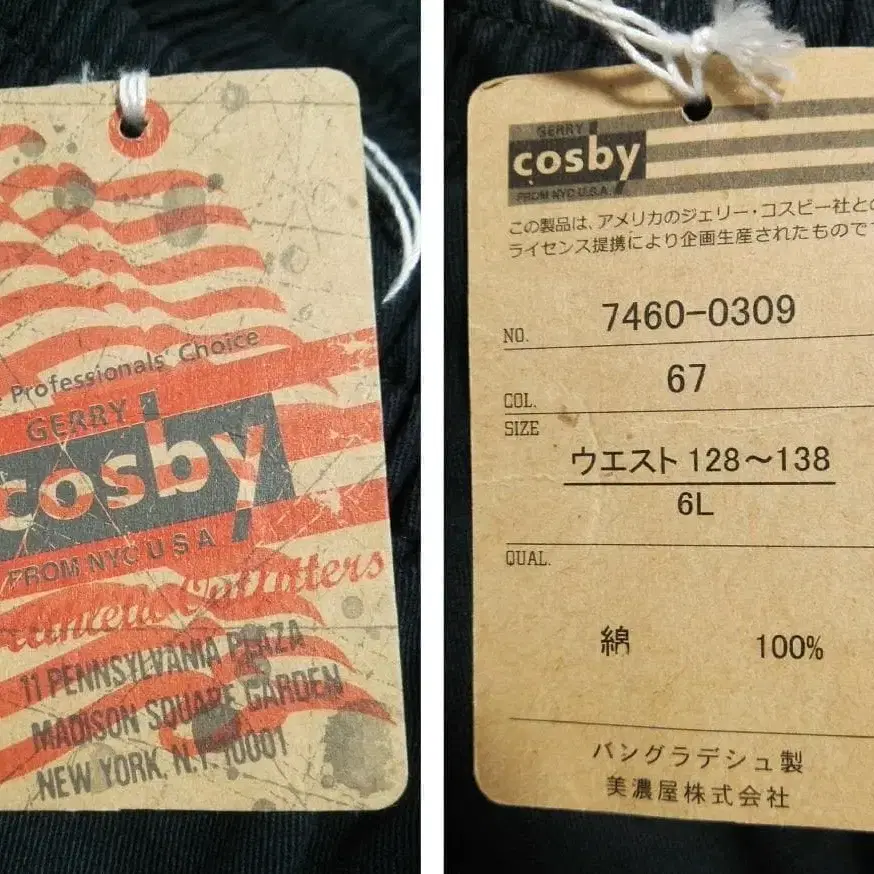 Professionals' Choice
GERRY
cosby
FROM NYC U S A
Outfitters
11 PENNSYLVANIA PLAZA
MADISON SQUARE GARDEN
NEW YORK, N.Y. 10001
GERRY
cosby
FROM NYC U.S.A.
この製品は、アメリカのジェリー・コスビー社と
ライセンス提携により企画生産されたもので
NO. 7460-0309
COL. 67
SIZE
ウエスト 128～138
6L
QUAL.
綿 100%
バングラデシュ製
美濃屋株式会社